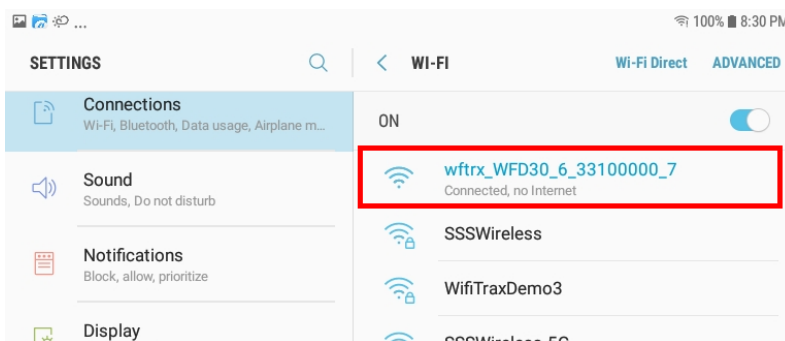 ... 100% 8:30 PM
SETTINGS
Connections
Wi-Fi, Bluetooth, Data usage, Airplane m...
Sound
Sounds, Do not disturb
Notifications
Block, allow, prioritize
Display
WI-FI Wi-Fi Direct ADVANCED
ON
wftrx_WFD30_6_33100000_7
Connected, no Internet
SSSWireless
WifiTraxDemo3